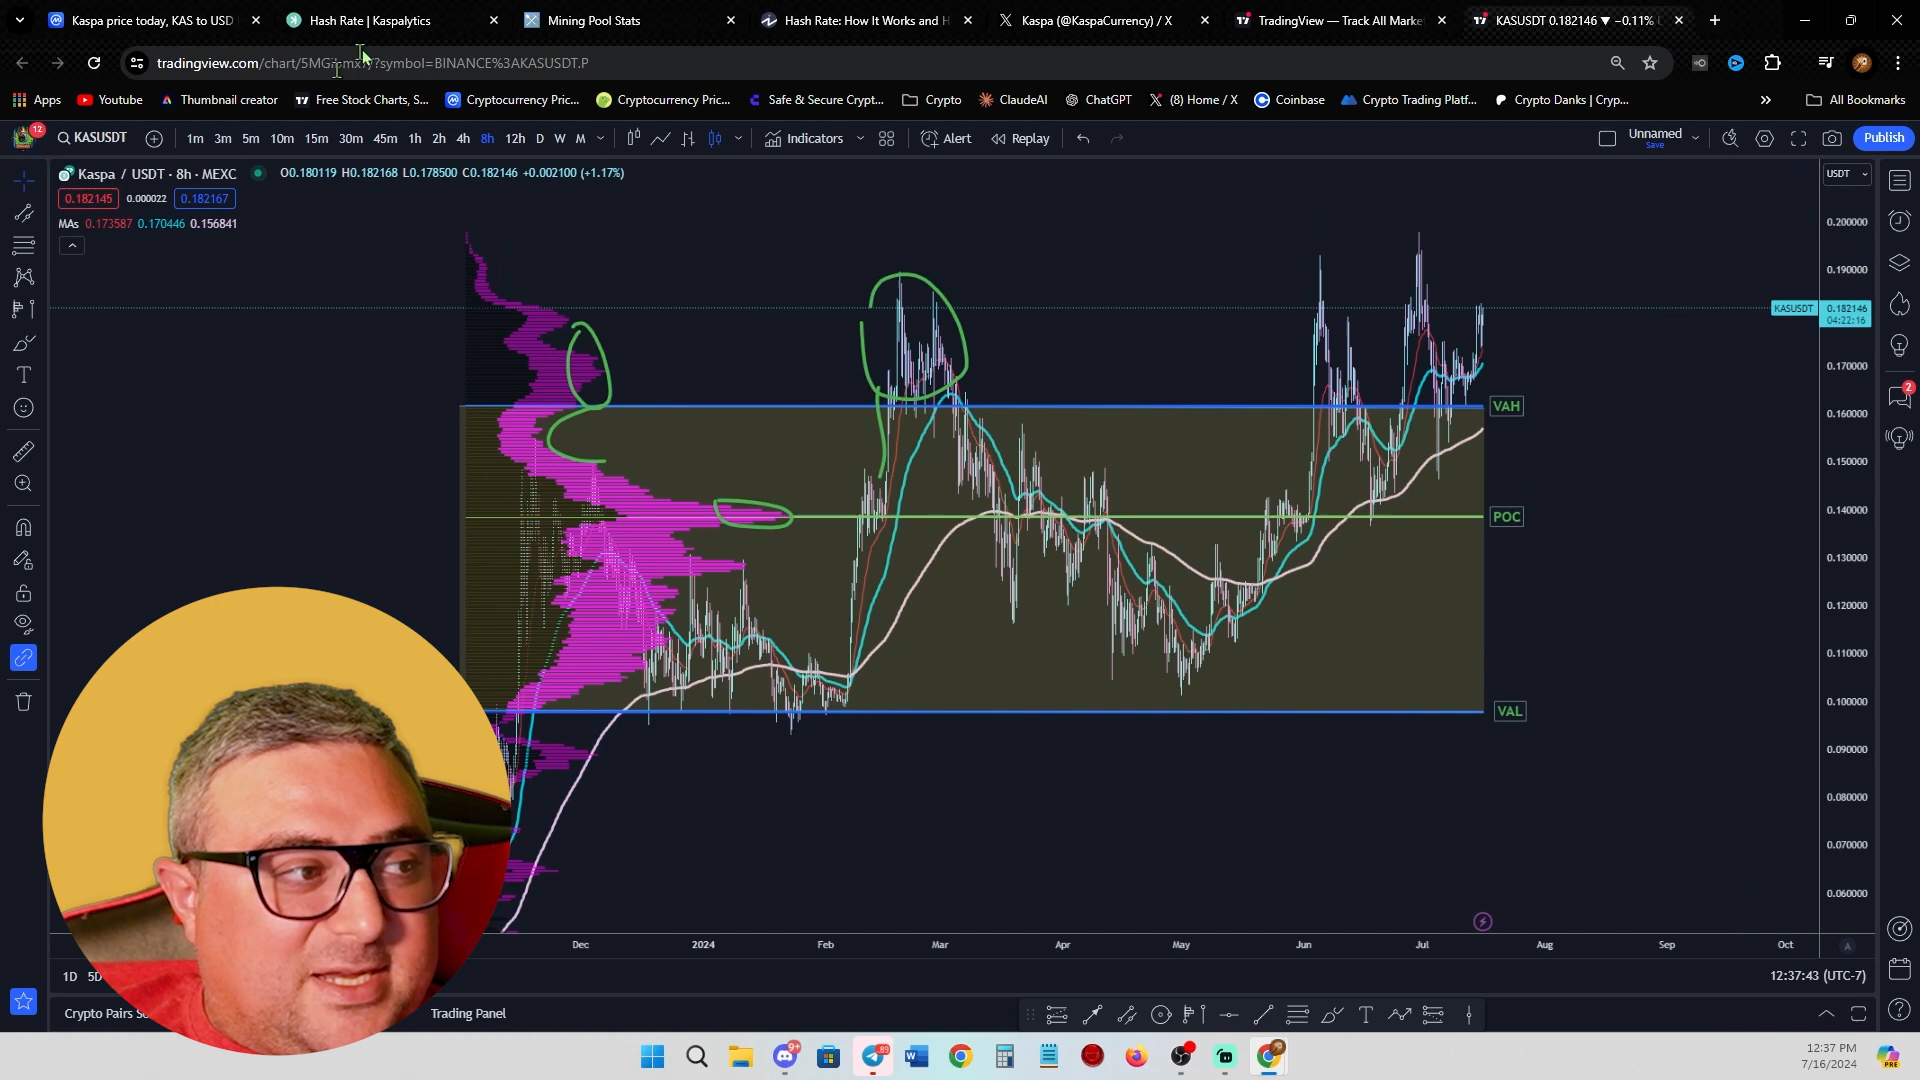 Kaspa price today, KAS to USD
Hash Rate | Kaspalytics
Mining Pool Stats
Hash Rate: How It Works and H
Kaspa (@KaspaCurrency) / X
TradingView — Track All Marke
KASUSDT 0.182146 ▼ −0.11%
tradingview.com
?symbol=BINANCE%3AKASUSDT.P
Apps
Youtube
Thumbnail creator
Free Stock Charts, S...
Cryptocurrency Pric...
Cryptocurrency Pric...
Safe & Secure Crypt...
Crypto
ClaudeAI
ChatGPT
(8) Home / X
Coinbase
Crypto Trading Platf...
Crypto Danks | Cryp...
All Bookmarks
12
KASUSDT
1m 3m 5m 10m 15m 30m 45m 1h 2h 4h 8h 12h D W M
Indicators
Alert
Replay
Unnamed
Save
Publish
Kaspa / USDT · 8h · MEXC
O0.180119 H0.182168 L0.178500 C0.182146 +0.002100 (+1.17%)
USDT
0.182145 0.000022 0.182167
MAs 0.173587 0.170446 0.156841
0.200000
0.190000
KASUSDT 0.182146
04:22:16
0.170000
2
VAH
0.160000
0.150000
POC
0.140000
0.130000
0.120000
0.110000
0.100000
VAL
0.090000
0.080000
0.070000
0.060000
Dec 2024 Feb Mar Apr May Jun Jul Aug Sep Oct
A
1D 5D
12:37:43 (UTC-7)
Crypto Pairs
Trading Panel
9+
89
12:37 PM
7/16/2024
PRE